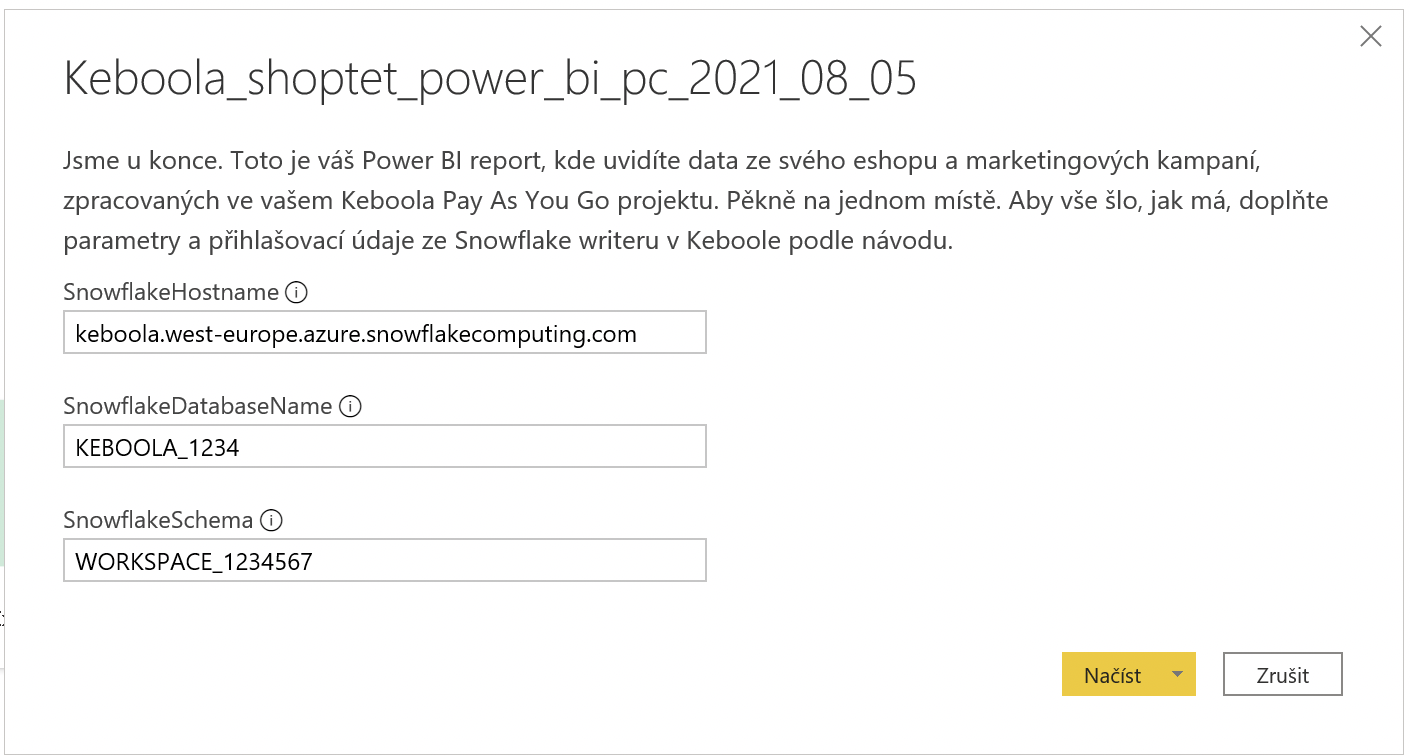 Keboola_shoptet_power_bi_pc_2021_08_05
Jsme u konce. Toto je váš Power BI report, kde uvidíte data ze svého eshopu a marketingových kampaní,
zpracovaných ve vašem Keboola Pay As You Go projektu. Pěkně na jednom místě. Aby vše šlo, jak má, doplňte
parametry a přihlašovací údaje ze Snowflake writeru v Keboole podle návodu.
SnowflakeHostname
keboola.west-europe.azure.snowflakecomputing.com
SnowflakeDatabaseName
KEBOOLA_1234
SnowflakeSchema
WORKSPACE_1234567
Načíst
Zrušit